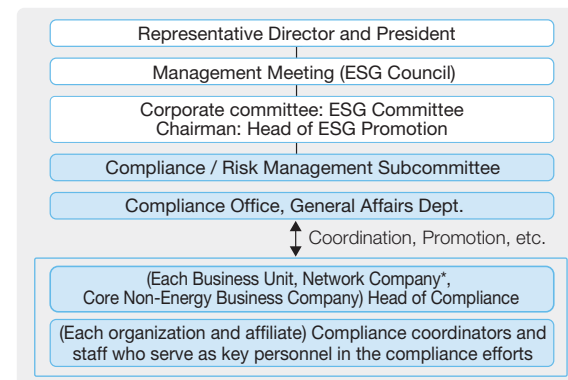 Representative Director and President
Management Meeting (ESG Council)
Corporate committee: ESG Committee
Chairman: Head of ESG Promotion
Compliance / Risk Management Subcommittee
Compliance Office, General Affairs Dept.
Coordination, Promotion, etc.
(Each Business Unit, Network Company*,
Core Non-Energy Business Company) Head of Compliance
(Each organization and affiliate) Compliance coordinators and
staff who serve as key personnel in the compliance efforts